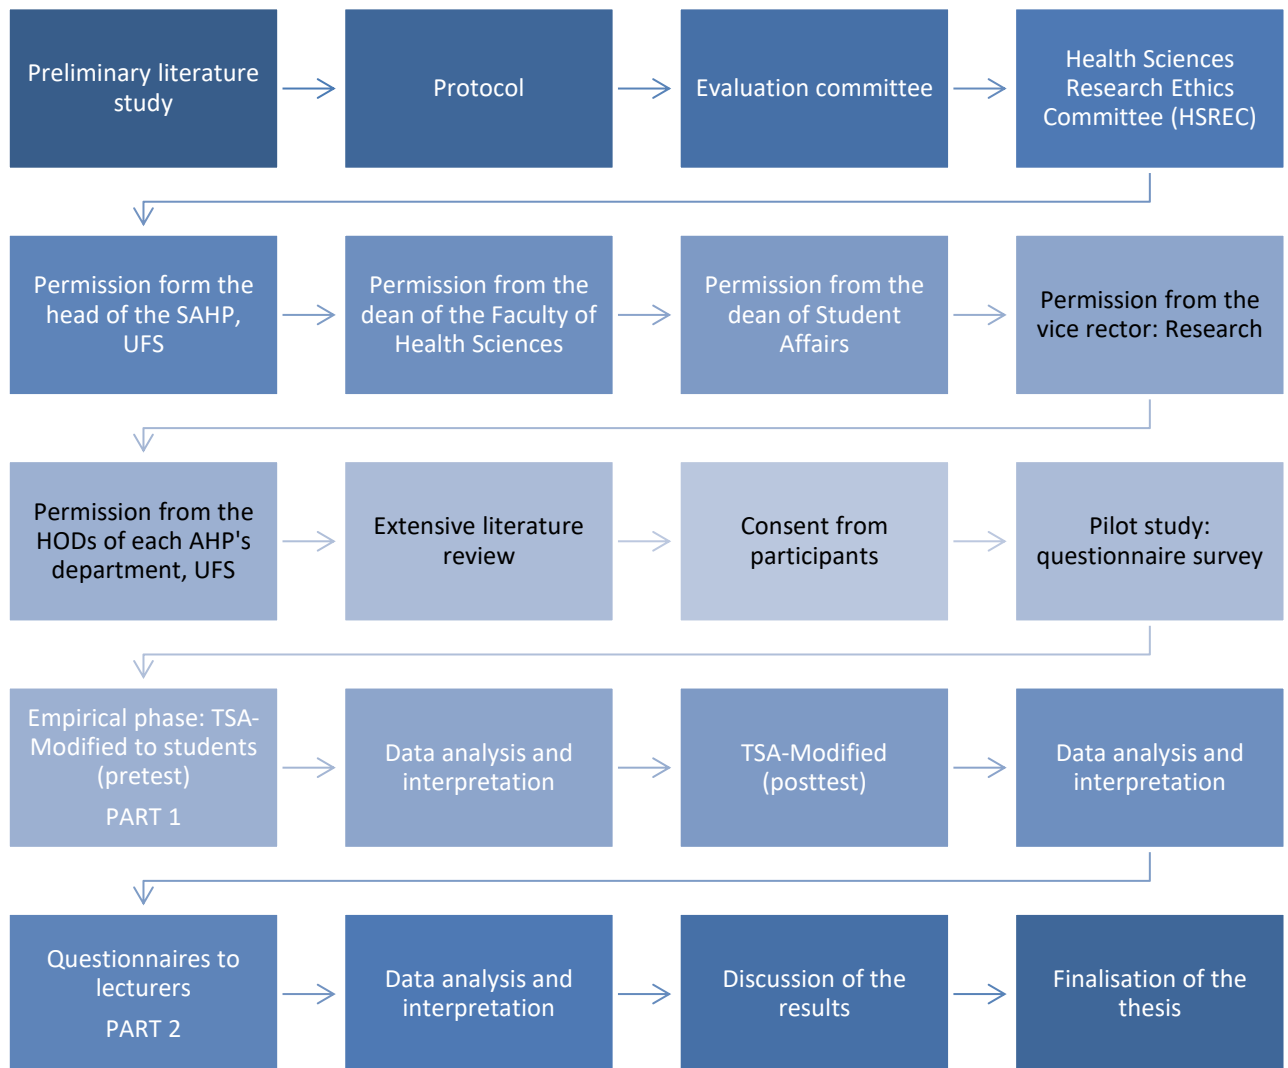 Preliminary literature
study
Protocol
Evaluation committee
Health Sciences
Research Ethics
Committee (HSREC)
Permission form the
head of the SAHP,
UFS
Permission from the
dean of the Faculty of
Health Sciences
Permission from the
dean of Student
Affairs
Permission from the
vice rector: Research
Permission from the
HODs of each AHP's
department, UFS
Extensive literature
review
Consent from
participants
Pilot study:
questionnaire survey
Empirical phase: TSA-
Modified to students
(pretest)
PART 1
Data analysis and
interpretation
TSA-Modified
(posttest)
Data analysis and
interpretation
Questionnaires to
lecturers
PART 2
Data analysis and
interpretation
Discussion of the
results
Finalisation of the
thesis